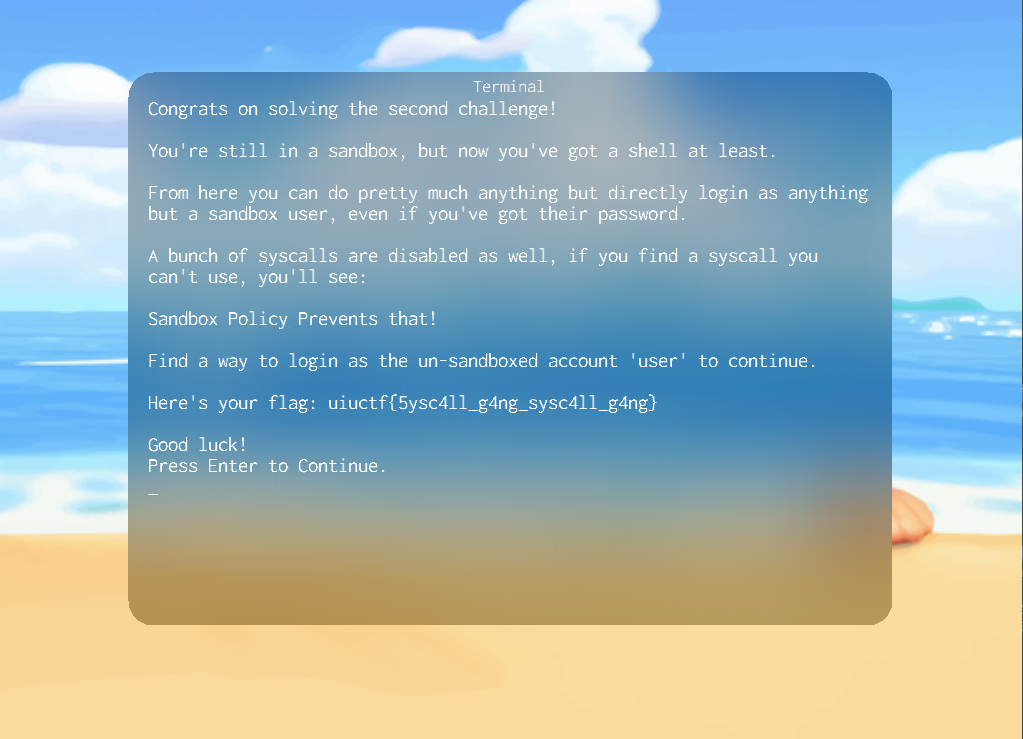 Terminal
Congrats on solving the second challenge!
You're still in a sandbox, but now you've got a shell at least.
From here you can do pretty much anything but directly login as anything
but a sandbox user, even if you've got their password.
A bunch of syscalls are disabled as well, if you find a syscall you
can't use, you'll see:
Sandbox Policy Prevents that!
Find a way to login as the un-sandboxed account 'user' to continue.
Here's your flag: uiuctf{5ysc4ll_g4ng_sysc4ll_g4ng}
Good luck!
Press Enter to Continue.
_